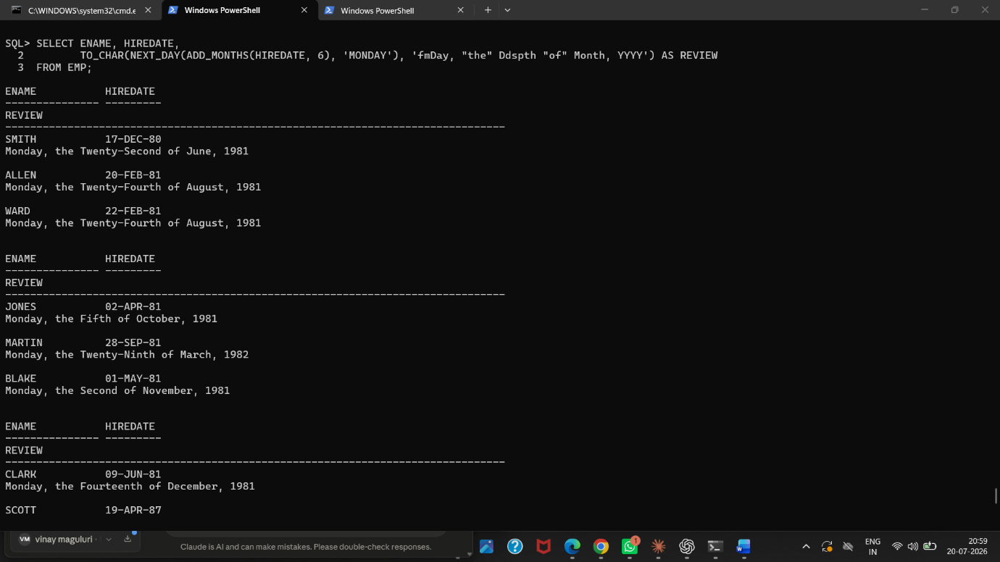 C:\WINDOWS\system32\cmd.e
Windows PowerShell
Windows PowerShell
SQL> SELECT ENAME, HIREDATE,
  2         TO_CHAR(NEXT_DAY(ADD_MONTHS(HIREDATE, 6), 'MONDAY'), 'fmDay, "the" Ddspth "of" Month, YYYY') AS REVIEW
  3  FROM EMP;
ENAME           HIREDATE
--------------- ---------
REVIEW
--------------------------------------------------------------------------------
SMITH           17-DEC-80
Monday, the Twenty-Second of June, 1981
ALLEN           20-FEB-81
Monday, the Twenty-Fourth of August, 1981
WARD            22-FEB-81
Monday, the Twenty-Fourth of August, 1981
ENAME           HIREDATE
--------------- ---------
REVIEW
--------------------------------------------------------------------------------
JONES           02-APR-81
Monday, the Fifth of October, 1981
MARTIN          28-SEP-81
Monday, the Twenty-Ninth of March, 1982
BLAKE           01-MAY-81
Monday, the Second of November, 1981
ENAME           HIREDATE
--------------- ---------
REVIEW
--------------------------------------------------------------------------------
CLARK           09-JUN-81
Monday, the Fourteenth of December, 1981
SCOTT           19-APR-87
VM vinay maguluri
Claude is AI and can make mistakes. Please double-check responses.
1
ENG
IN
20:59
20-07-2026